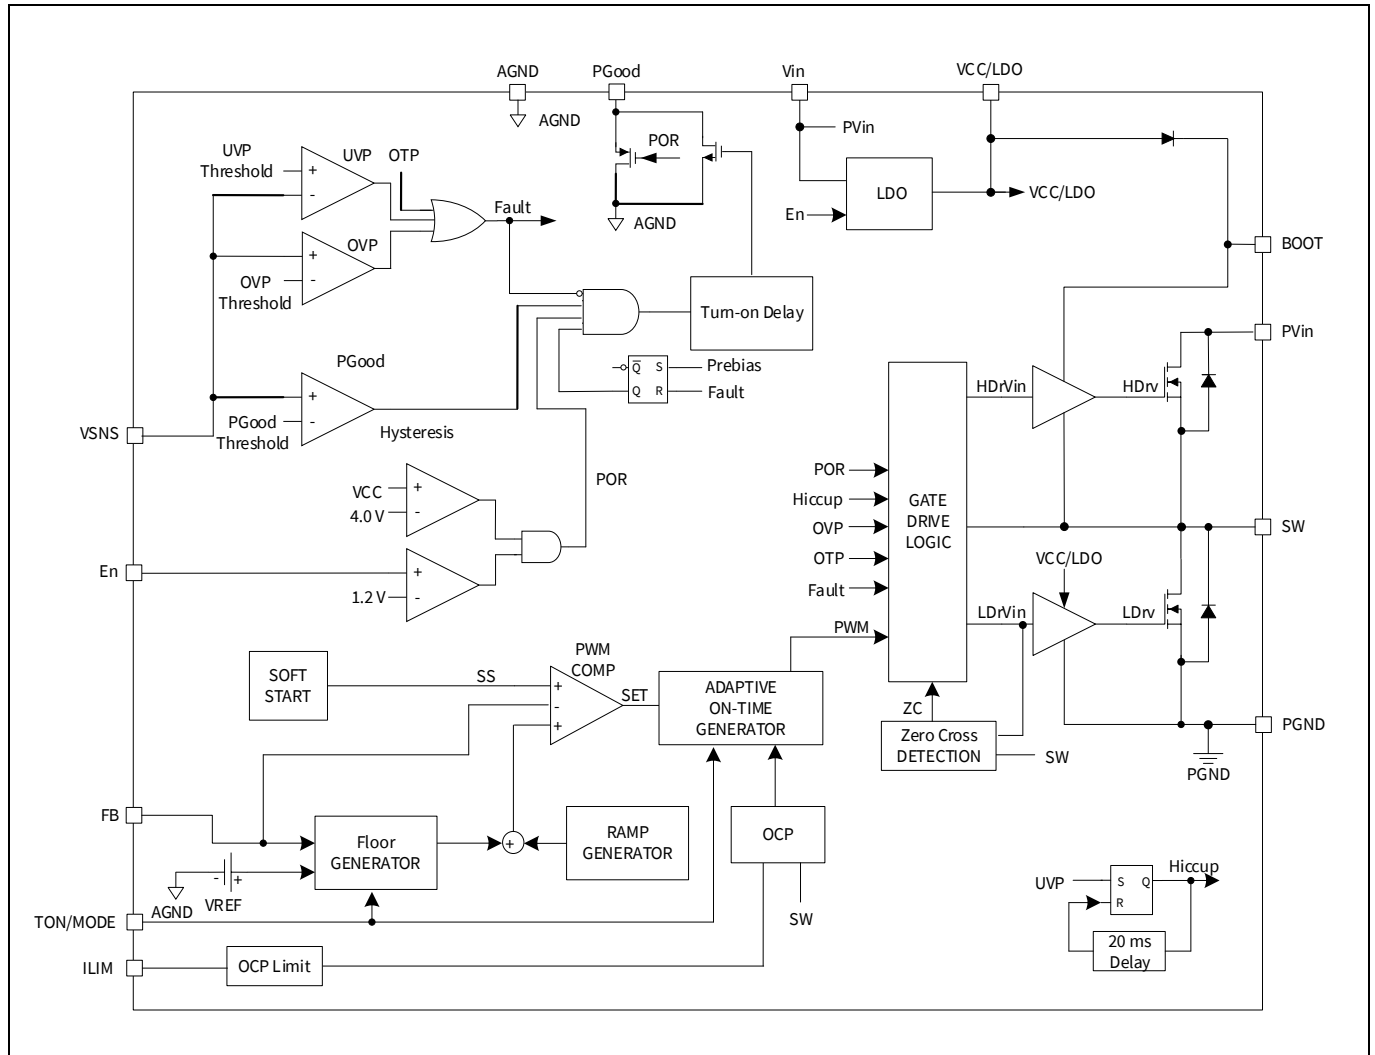 AGND
PGood
Vin
VCC/LDO
AGND
PVin
POR
UVP
Threshold
+
-
UVP
OTP
LDO
VCC/LDO
En
Fault
AGND
OVP
+
-
OVP
Threshold
BOOT
Turn-on Delay
PVin
PGood
Q
S
Prebias
Q
R
Fault
HDrVin
HDrv
+
-
PGood
Threshold
Hysteresis
VSNS
POR
VCC
+
4.0 V
-
POR
Hiccup
OVP
OTP
Fault
PWM
GATE
DRIVE
LOGIC
SW
En
+
1.2 V
-
VCC/LDO
LDrVin
LDrv
SOFT
START
SS
PWM
COMP
+
-
+
SET
ADAPTIVE
ON-TIME
GENERATOR
ZC
Zero Cross
DETECTION
SW
PGND
PGND
FB
Floor
GENERATOR
+
RAMP
GENERATOR
OCP
SW
- +
VREF
AGND
TON/MODE
ILIM
OCP Limit
UVP
S
Q
R
Hiccup
20 ms
Delay